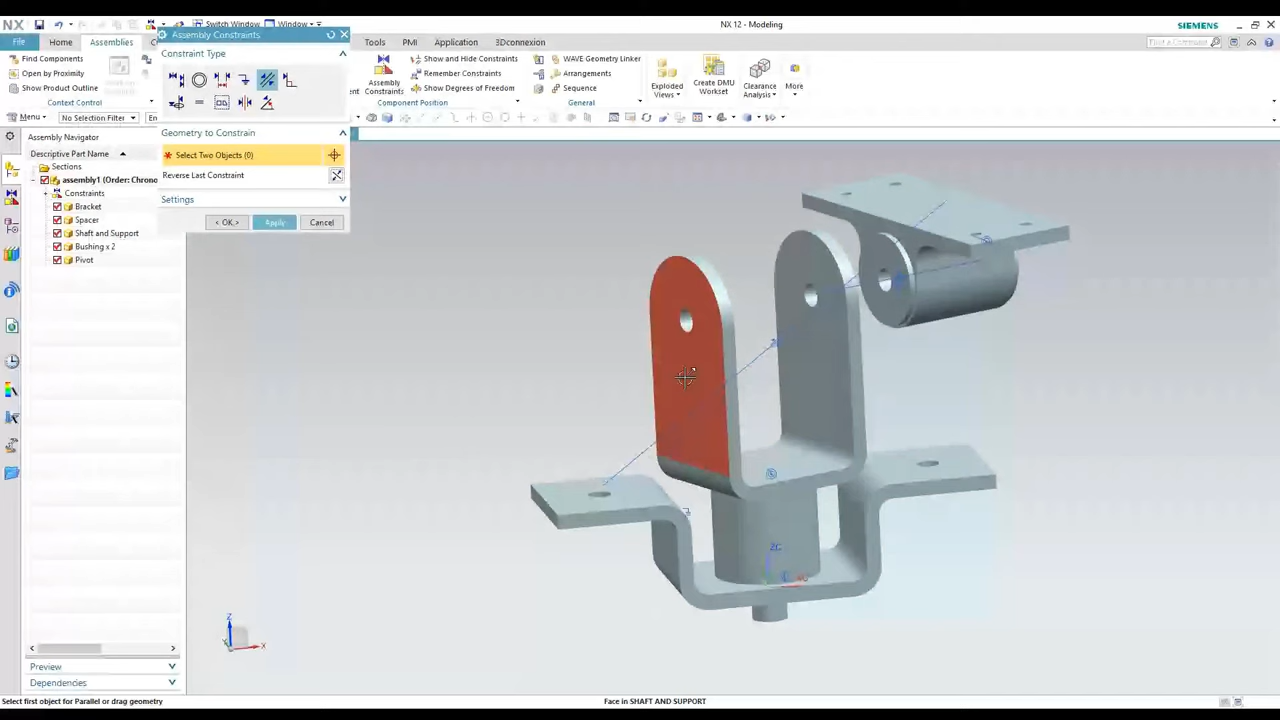 NX
Select Window
Window
NX 12 - Modeling
SIEMENS
File
Home
Assemblies
Tools
PMI
Application
3Dconnexion
Find a Command
Assembly Constraints
Constraint Type
Find Components
Open by Proximity
Show Product Outline
Context Control
Assembly
Constraints
Show and Hide Constraints
Remember Constraints
Show Degrees of Freedom
Component Position
WAVE Geometry Linker
Arrangements
Sequence
General
Exploded
Views
Create DMU
Workset
Clearance
Analysis
More
Menu
No Selection Filter
Geometry to Constrain
Select Two Objects (0)
Reverse Last Constraint
Settings
< OK >
Apply
Cancel
Assembly Navigator
Descriptive Part Name
Sections
assembly1 (Order: Chrono
Constraints
Bracket
Spacer
Shaft and Support
Bushing x 2
Pivot
ZC
Z
X
Preview
Dependencies
Select first object for Parallel or drag geometry
Face in SHAFT AND SUPPORT